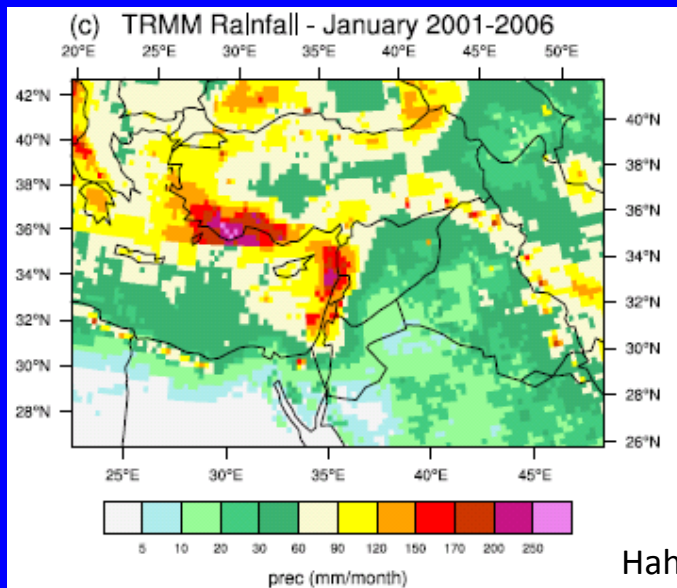 (c) TRMM Rainfall - January 2001-2006
20°E 25°E 30°E 35°E 40°E 45°E 50°E
42°N
40°N
40°N
38°N
38°N
36°N
36°N
34°N
34°N
32°N
32°N
30°N
30°N
28°N
28°N
26°N
25°E 30°E 35°E 40°E 45°E
5 10 20 30 60 90 120 150 170 200 250
prec (mm/month)
Hah